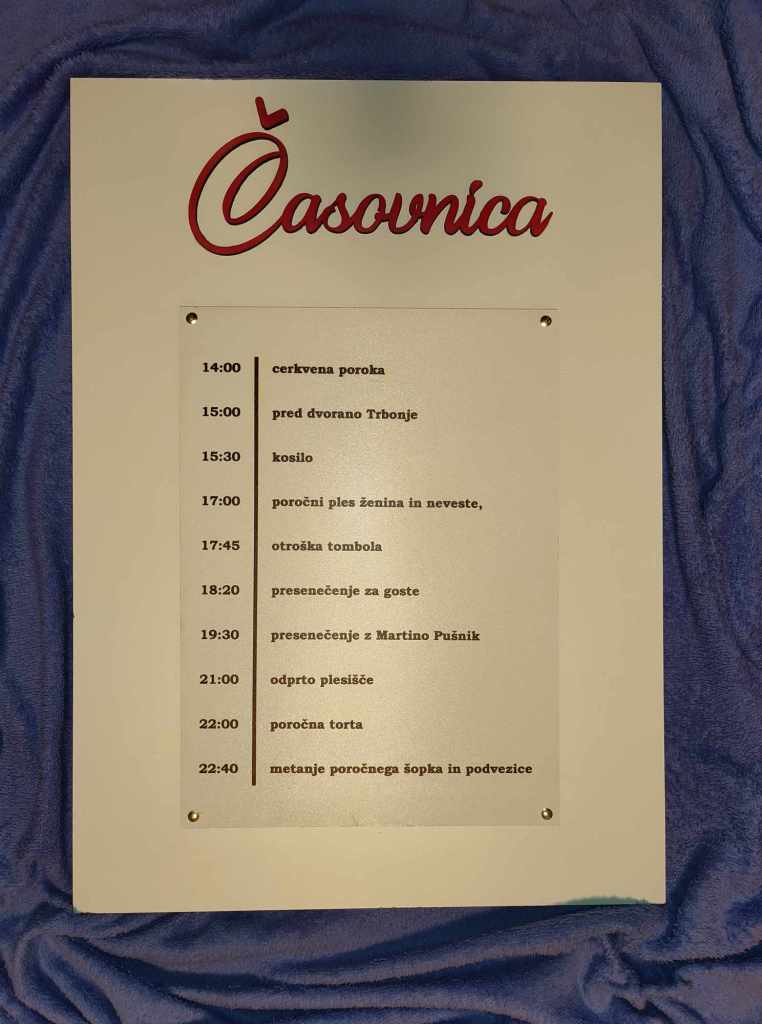 Časovnica
14:00 cerkvena poroka
15:00 pred dvorano Trbonje
15:30 kosilo
17:00 poročni ples ženina in neveste,
17:45 otroška tombola
18:20 presenečenje za goste
19:30 presenečenje z Martino Pušnik
21:00 odprto plesišče
22:00 poročna torta
22:40 metanje poročnega šopka in podvezice